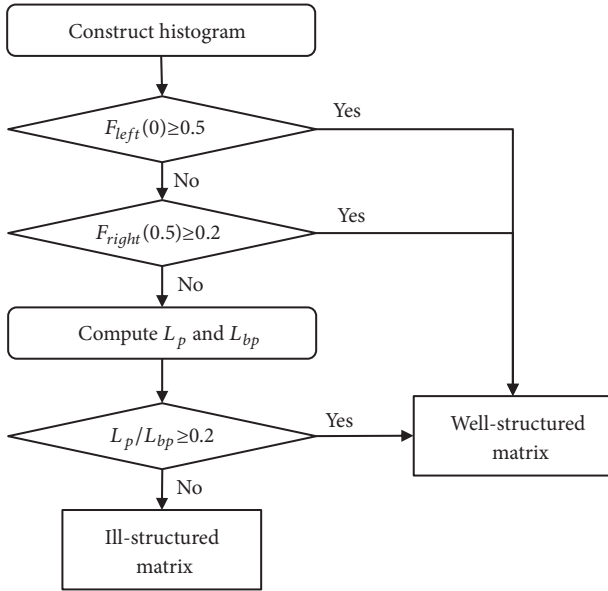 Construct histogram
F_left(0)≥0.5
Yes
No
F_right(0.5)≥0.2
Yes
No
Compute L_p and L_bp
L_p/L_bp≥0.2
Yes
Well-structured
matrix
No
Ill-structured
matrix